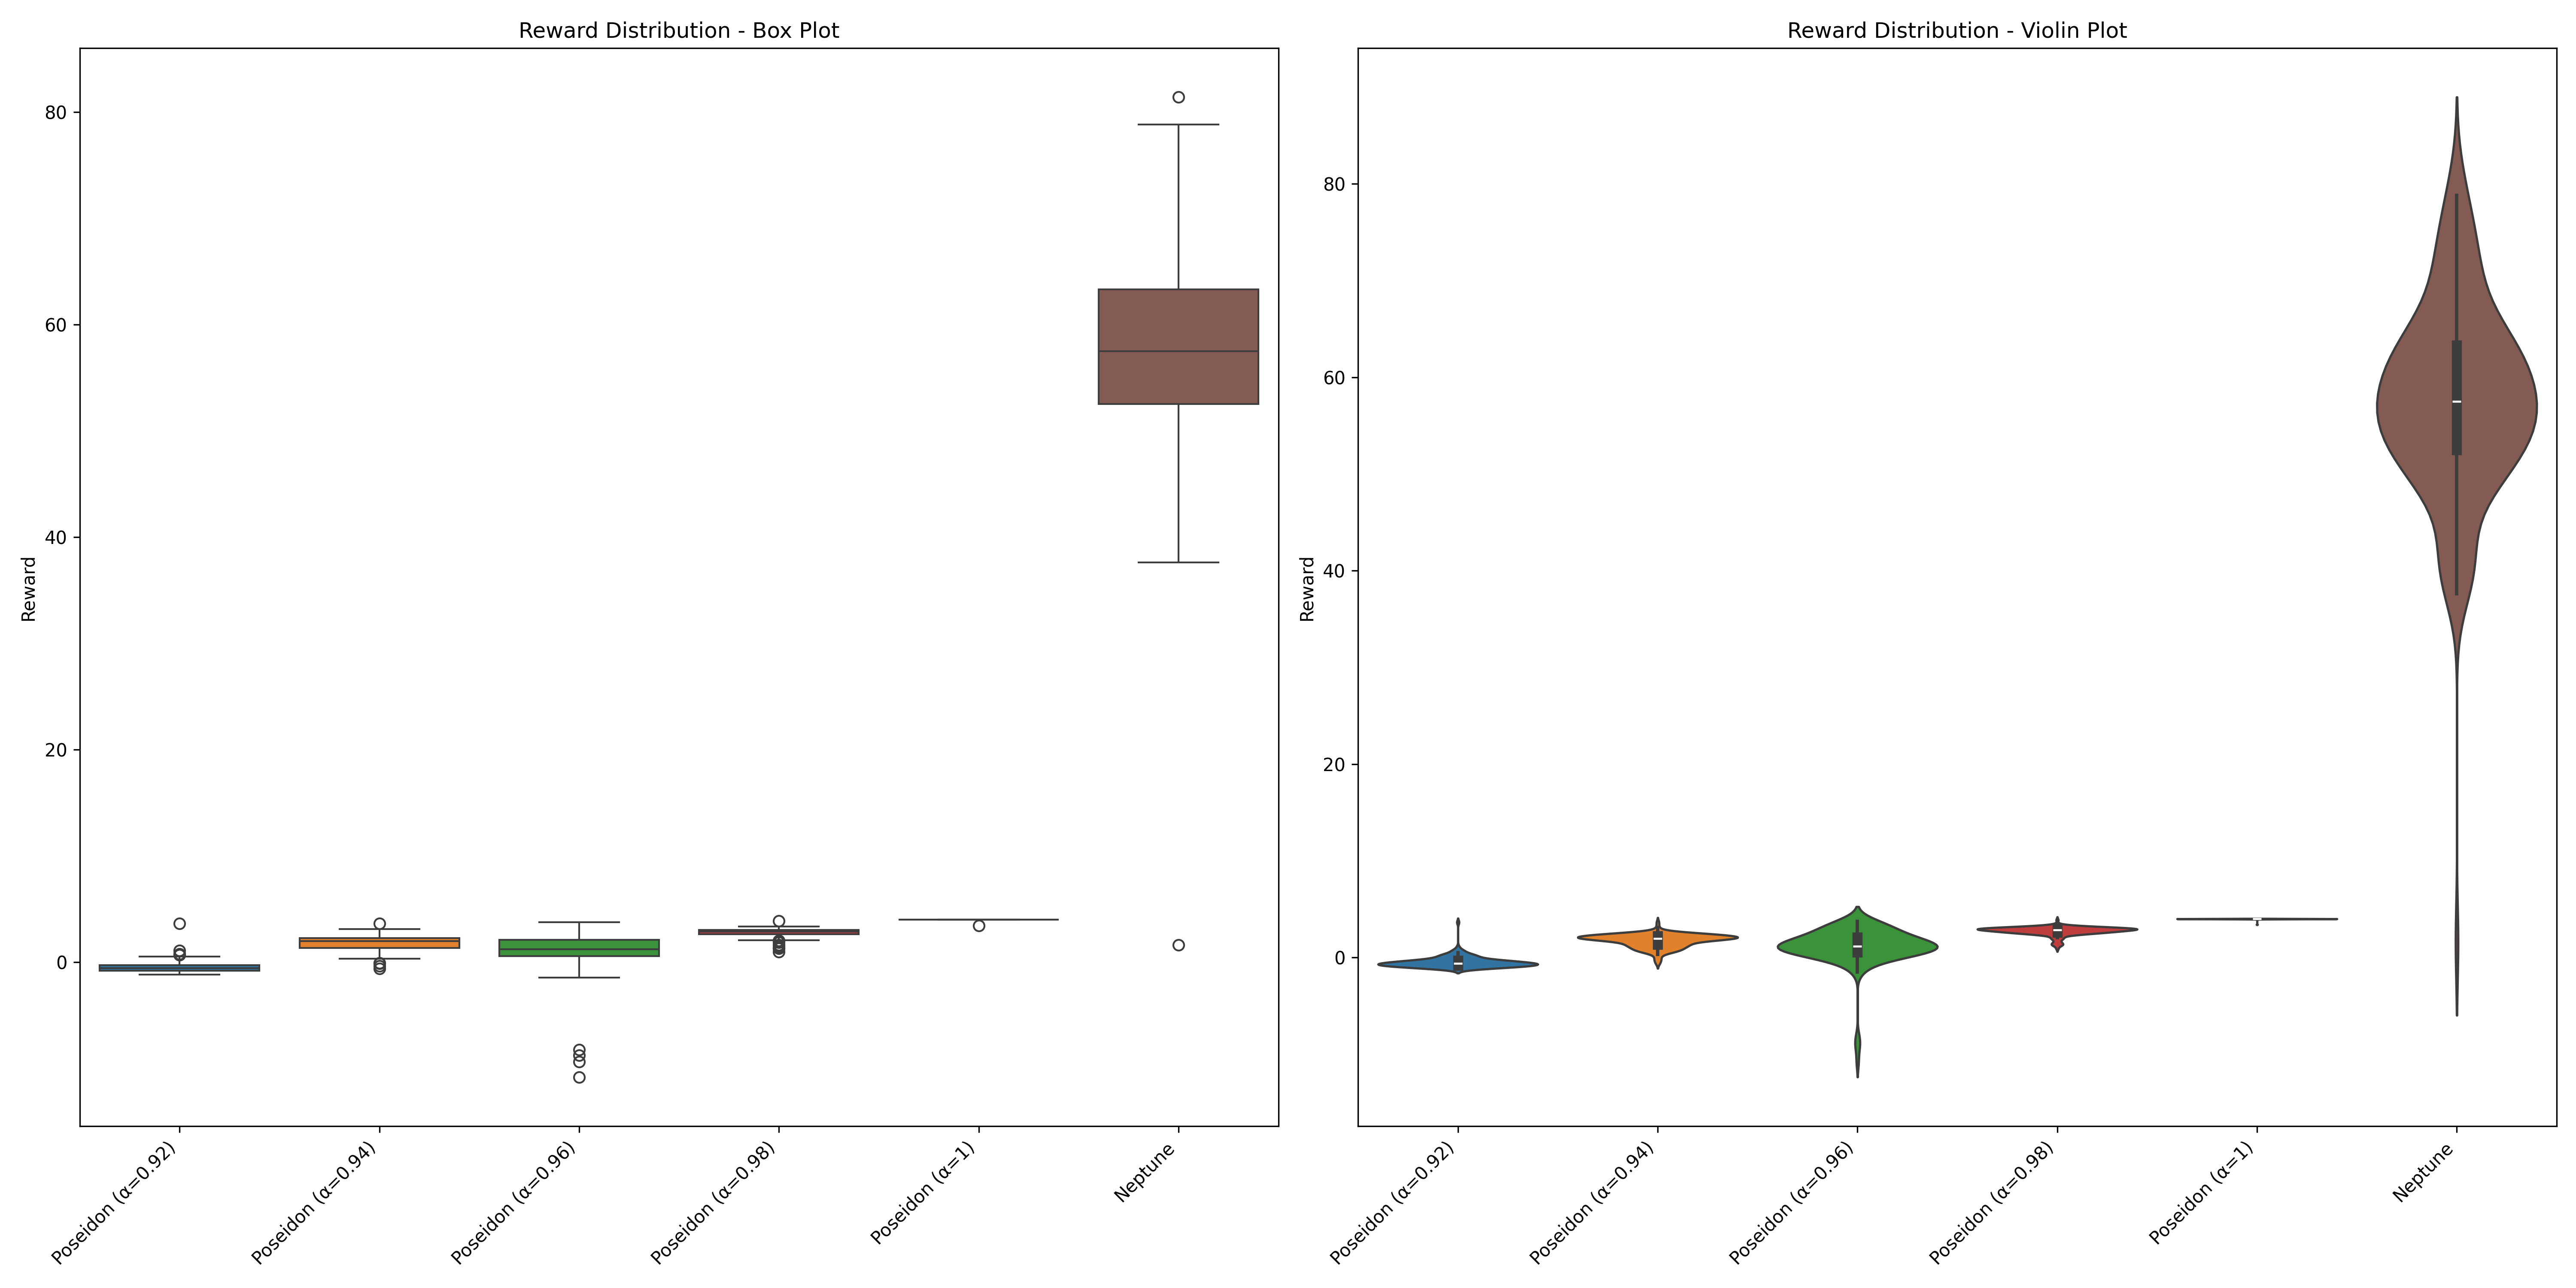 Reward Distribution - Box Plot
Reward
80
60
40
20
0
Poseidon (α=0.92)
Poseidon (α=0.94)
Poseidon (α=0.96)
Poseidon (α=0.98)
Poseidon (α=1)
Neptune
Reward Distribution - Violin Plot
Reward
80
60
40
20
0
Poseidon (α=0.92)
Poseidon (α=0.94)
Poseidon (α=0.96)
Poseidon (α=0.98)
Poseidon (α=1)
Neptune